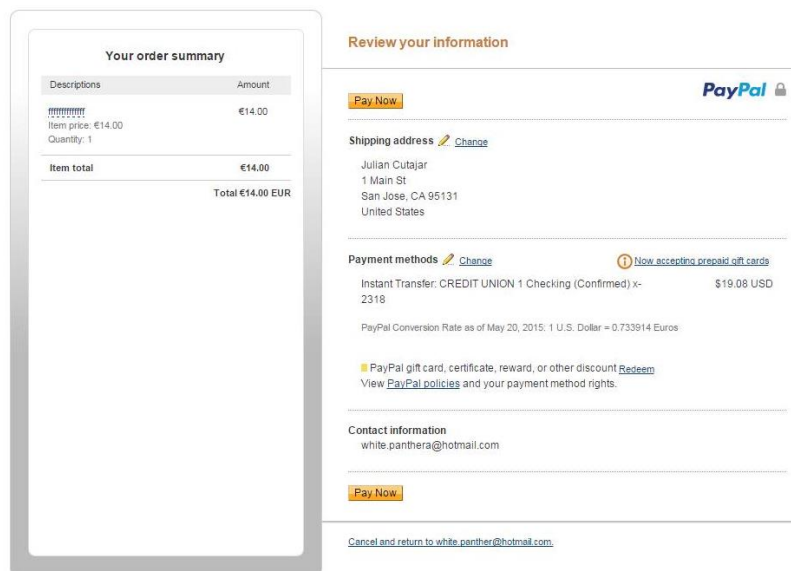 Your order summary
Descriptions Amount
ffffffffffffff €14.00
Item price: €14.00
Quantity: 1
Item total €14.00
Total €14.00 EUR
Review your information
Pay Now
PayPal
Shipping address Change
Julian Cutajar
1 Main St
San Jose, CA 95131
United States
Payment methods Change
Now accepting prepaid gift cards
Instant Transfer: CREDIT UNION 1 Checking (Confirmed) x-
2318
$19.08 USD
PayPal Conversion Rate as of May 20, 2015: 1 U.S. Dollar = 0.733914 Euros
PayPal gift card, certificate, reward, or other discount Redeem
View PayPal policies and your payment method rights.
Contact information
white.panthera@hotmail.com
Pay Now
Cancel and return to white.panther@hotmail.com.